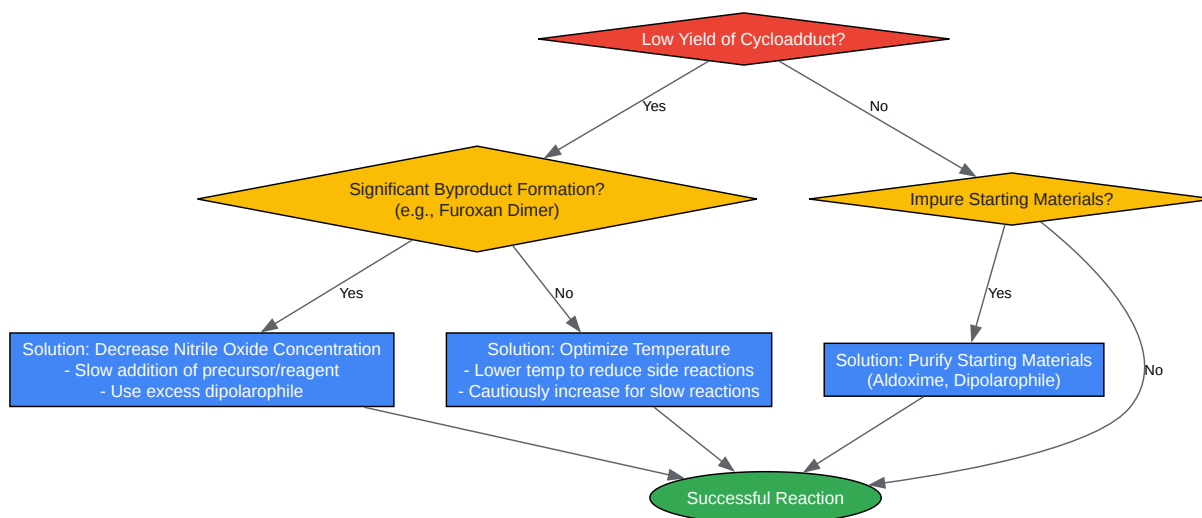 Low Yield of Cycloadduct?
Yes
No
Significant Byproduct Formation?
(e.g., Furoxan Dimer)
Impure Starting Materials?
Yes
No
Yes
Solution: Decrease Nitrile Oxide Concentration
- Slow addition of precursor/reagent
- Use excess dipolarophile
Solution: Optimize Temperature
- Lower temp to reduce side reactions
- Cautiously increase for slow reactions
Solution: Purify Starting Materials
(Aldoxime, Dipolarophile)
No
Successful Reaction